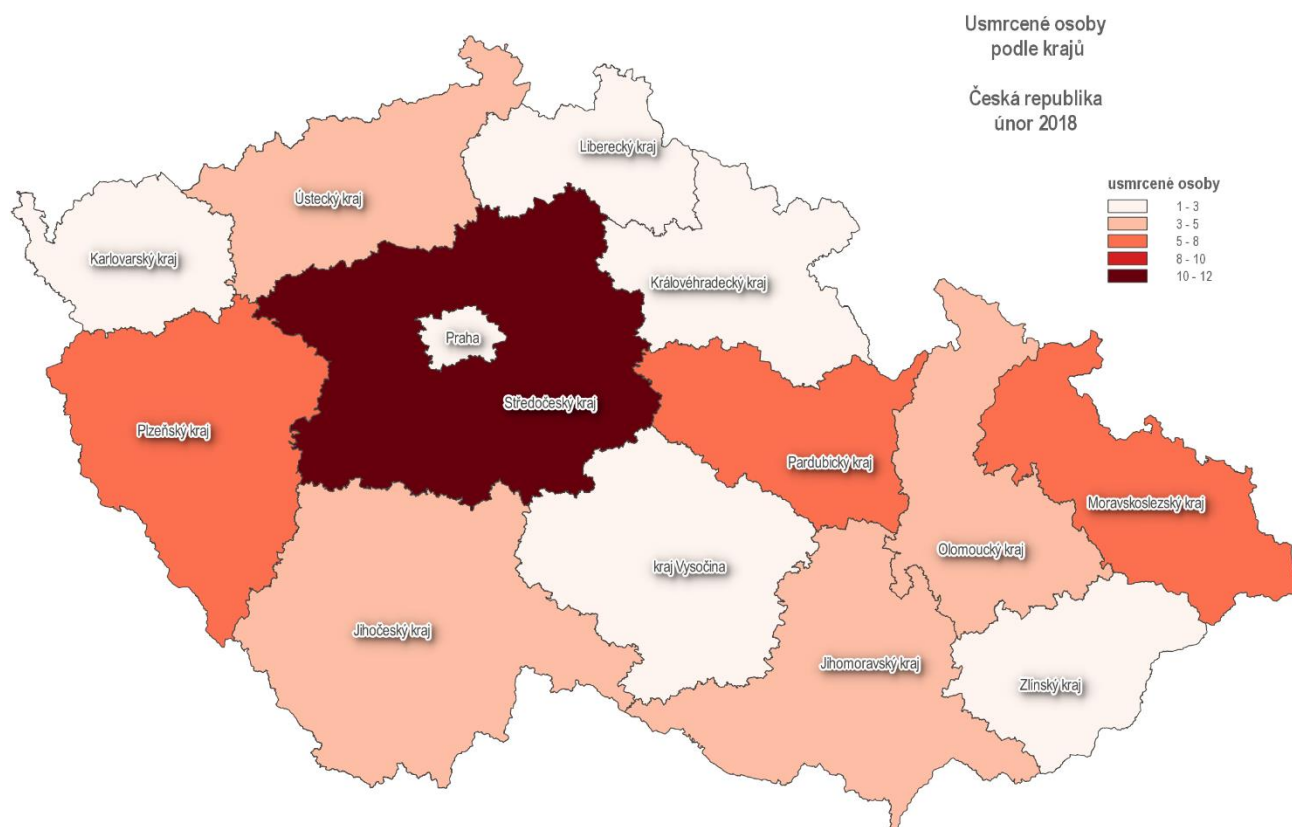 Usmrcené osoby
podle krajů
Česká republika
únor 2018
usmrcené osoby
1 - 3
3 - 5
5 - 8
8 - 10
10 - 12
Liberecký kraj
Ústecký kraj
Karlovarský kraj
Královéhradecký kraj
Praha
Středočeský kraj
Plzeňský kraj
Pardubický kraj
Moravskoslezský kraj
Olomoucký kraj
kraj Vysočina
Jihočeský kraj
Jihomoravský kraj
Zlínský kraj